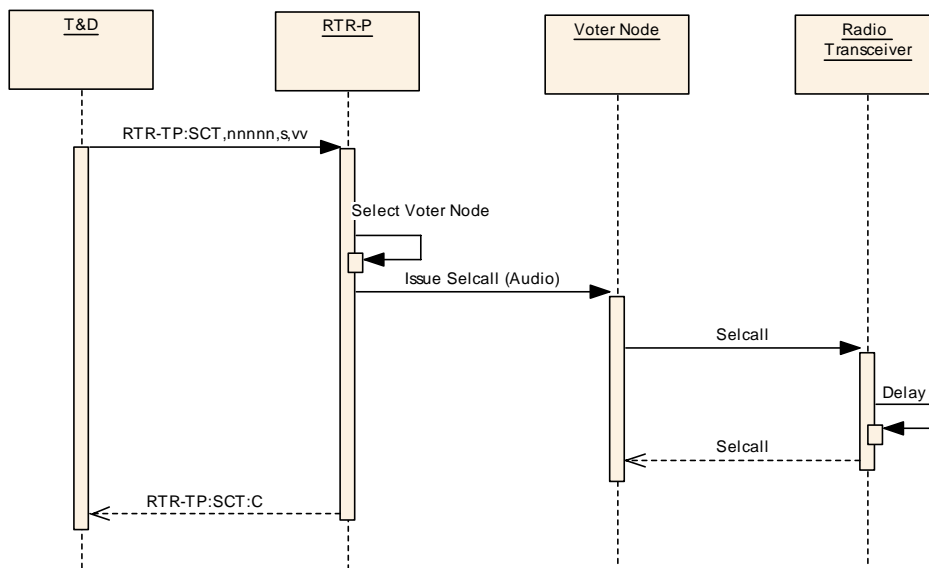 T&D
RTR-P
Voter Node
Radio
Transceiver
RTR-TP:SCT,nnnnn,s,vv
Select Voter Node
Issue Selcall (Audio)
Selcall
Delay
Selcall
RTR-TP:SCT:C